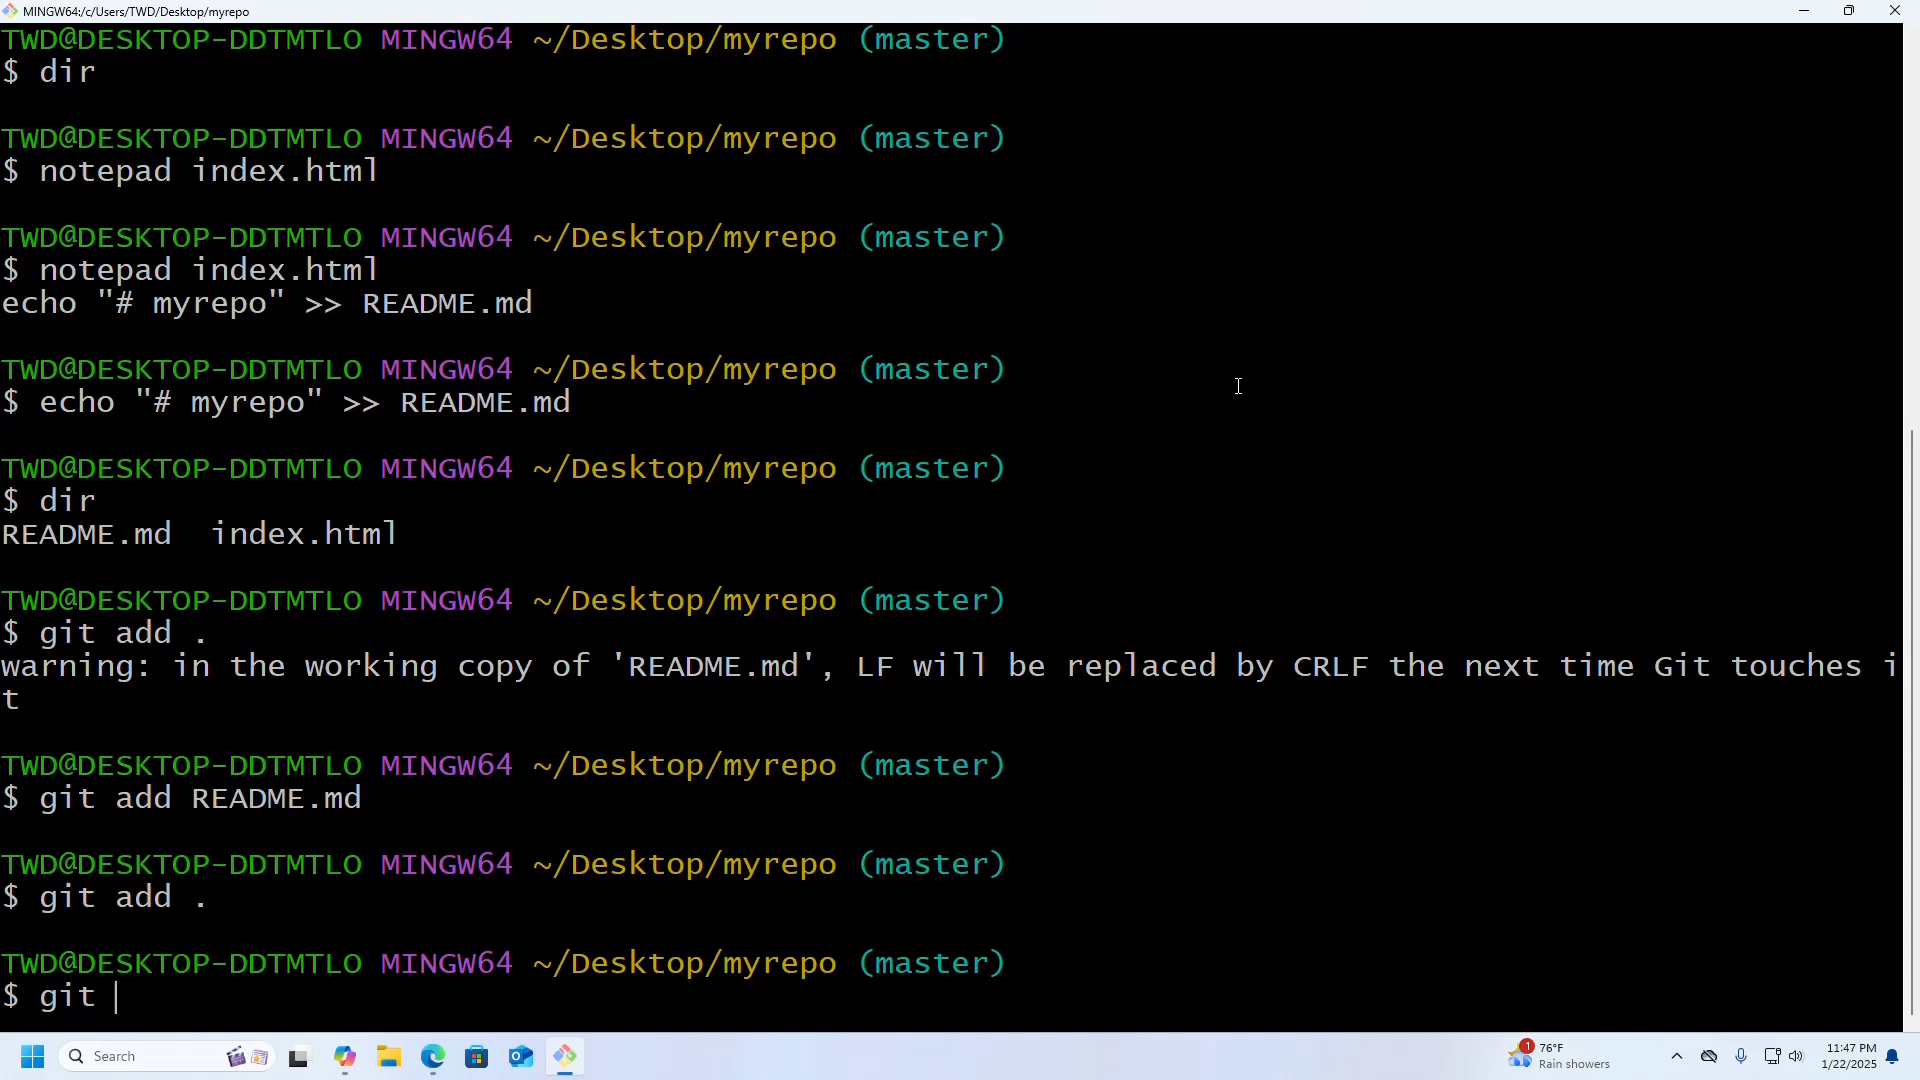 MINGW64:/c/Users/TWD/Desktop/myrepo
TWD@DESKTOP-DDTMTLO MINGW64 ~/Desktop/myrepo (master)
$ dir
TWD@DESKTOP-DDTMTLO MINGW64 ~/Desktop/myrepo (master)
$ notepad index.html
TWD@DESKTOP-DDTMTLO MINGW64 ~/Desktop/myrepo (master)
$ notepad index.html
echo "# myrepo" >> README.md
TWD@DESKTOP-DDTMTLO MINGW64 ~/Desktop/myrepo (master)
$ echo "# myrepo" >> README.md
TWD@DESKTOP-DDTMTLO MINGW64 ~/Desktop/myrepo (master)
$ dir
README.md  index.html
TWD@DESKTOP-DDTMTLO MINGW64 ~/Desktop/myrepo (master)
$ git add .
warning: in the working copy of 'README.md', LF will be replaced by CRLF the next time Git touches i
t
TWD@DESKTOP-DDTMTLO MINGW64 ~/Desktop/myrepo (master)
$ git add README.md
TWD@DESKTOP-DDTMTLO MINGW64 ~/Desktop/myrepo (master)
$ git add .
TWD@DESKTOP-DDTMTLO MINGW64 ~/Desktop/myrepo (master)
$ git
Search
1
76°F
Rain showers
11:47 PM
1/22/2025